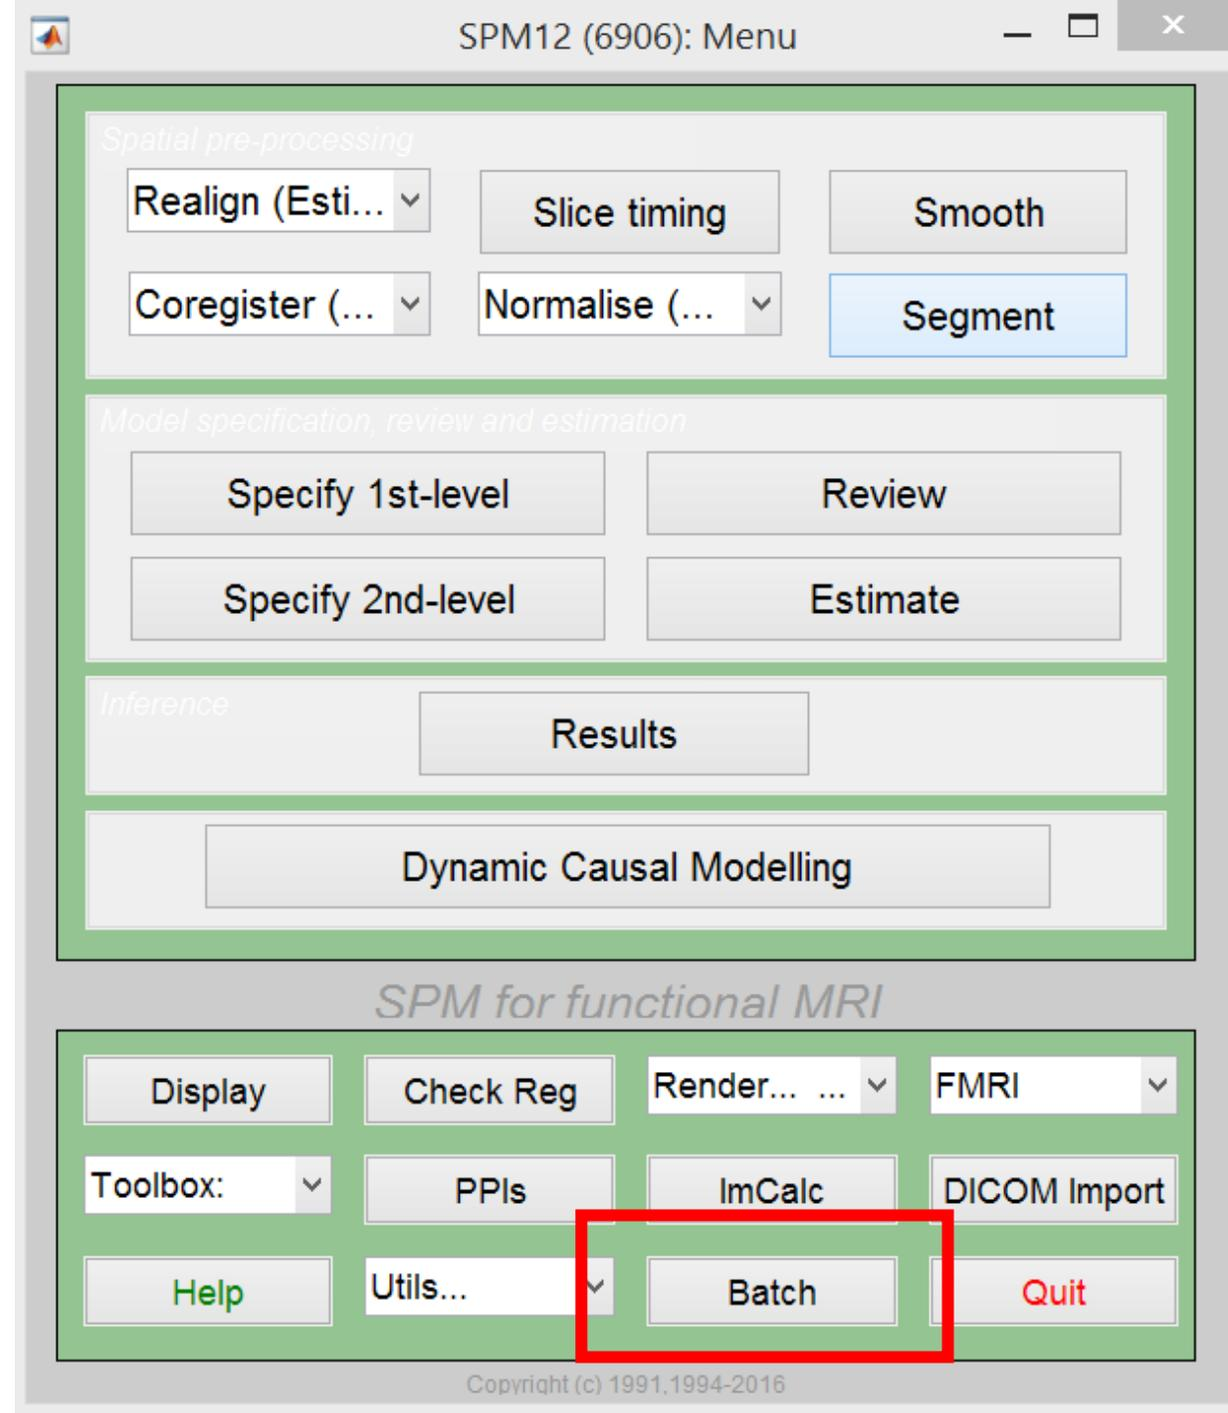 SPM12 (6906): Menu
Spatial pre-processing
Realign (Esti... Slice timing Smooth
Coregister (... Normalise (... Segment
Model specification, review and estimation
Specify 1st-level Review
Specify 2nd-level Estimate
Inference
Results
Dynamic Causal Modelling
SPM for functional MRI
Display Check Reg Render... ... FMRI
Toolbox: PPIs ImCalc DICOM Import
Help Utils... Batch Quit
Copyright (c) 1991,1994-2016